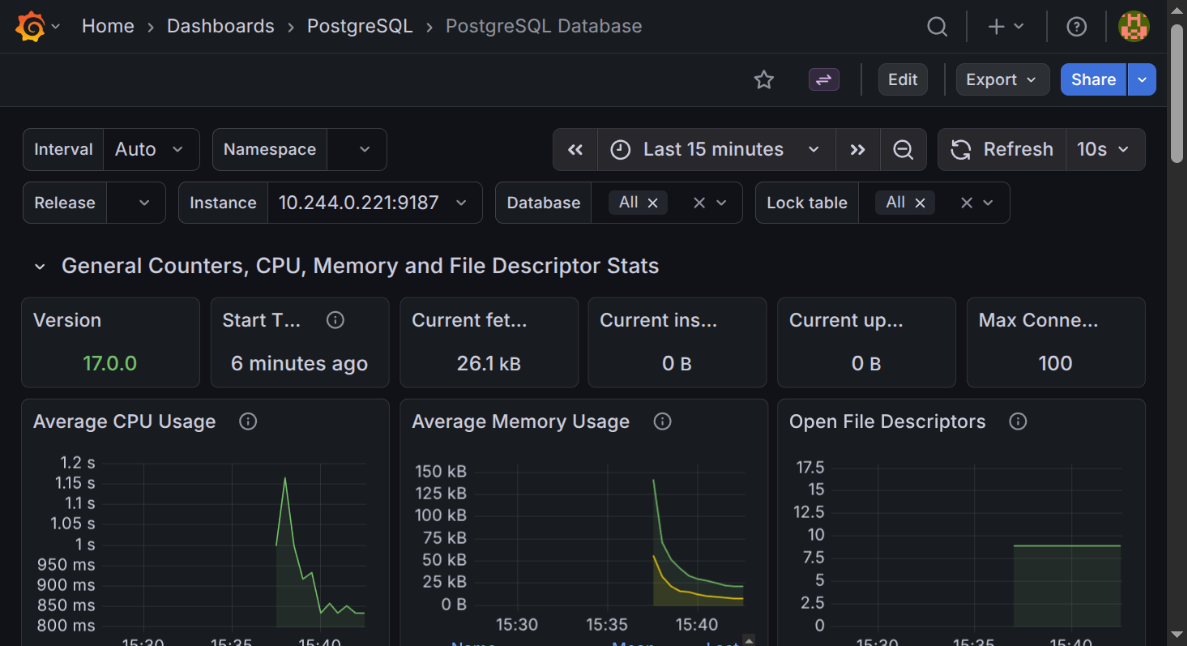 Home › Dashboards › PostgreSQL › PostgreSQL Database
Edit Export Share
Interval Auto Namespace Last 15 minutes Refresh 10s
Release Instance 10.244.0.221:9187 Database All Lock table All
General Counters, CPU, Memory and File Descriptor Stats
Version
17.0.0
Start T...
6 minutes ago
Current fet...
26.1 kB
Current ins...
0 B
Current up...
0 B
Max Conne...
100
Average CPU Usage
1.2 s
1.15 s
1.1 s
1.05 s
1 s
950 ms
900 ms
850 ms
800 ms
15:30 15:35 15:40
Average Memory Usage
150 kB
125 kB
100 kB
75 kB
50 kB
25 kB
0 B
15:30 15:35 15:40
Name Mean Last
Open File Descriptors
17.5
15
12.5
10
7.5
5
2.5
0
15:30 15:35 15:40